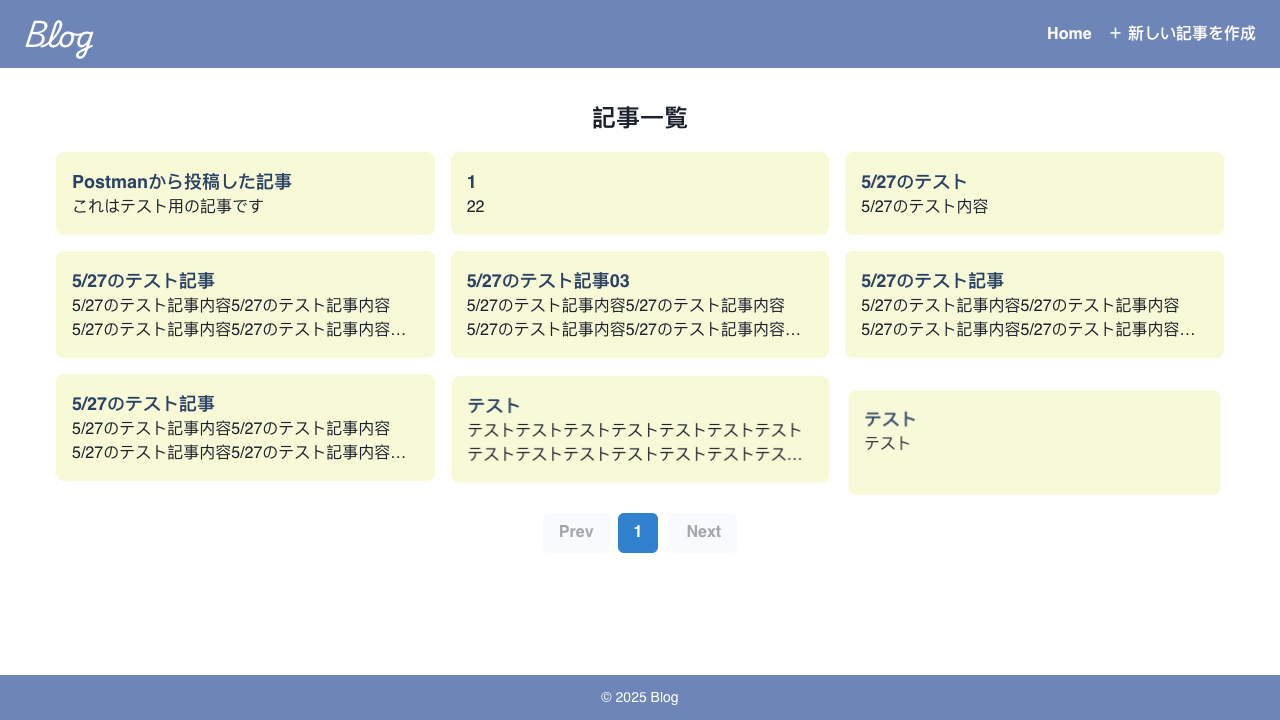 Blog
Home
+ 新しい記事を作成
記事一覧
Postmanから投稿した記事
これはテスト用の記事です
1
22
5/27のテスト
5/27のテスト内容
5/27のテスト記事
5/27のテスト記事内容5/27のテスト記事内容
5/27のテスト記事内容5/27のテスト記事内容…
5/27のテスト記事03
5/27のテスト記事内容5/27のテスト記事内容
5/27のテスト記事内容5/27のテスト記事内容…
5/27のテスト記事
5/27のテスト記事内容5/27のテスト記事内容
5/27のテスト記事内容5/27のテスト記事内容…
5/27のテスト記事
5/27のテスト記事内容5/27のテスト記事内容
5/27のテスト記事内容5/27のテスト記事内容…
テスト
テストテストテストテストテストテストテスト
テストテストテストテストテストテストテス…
テスト
テスト
Prev
1
Next
© 2025 Blog